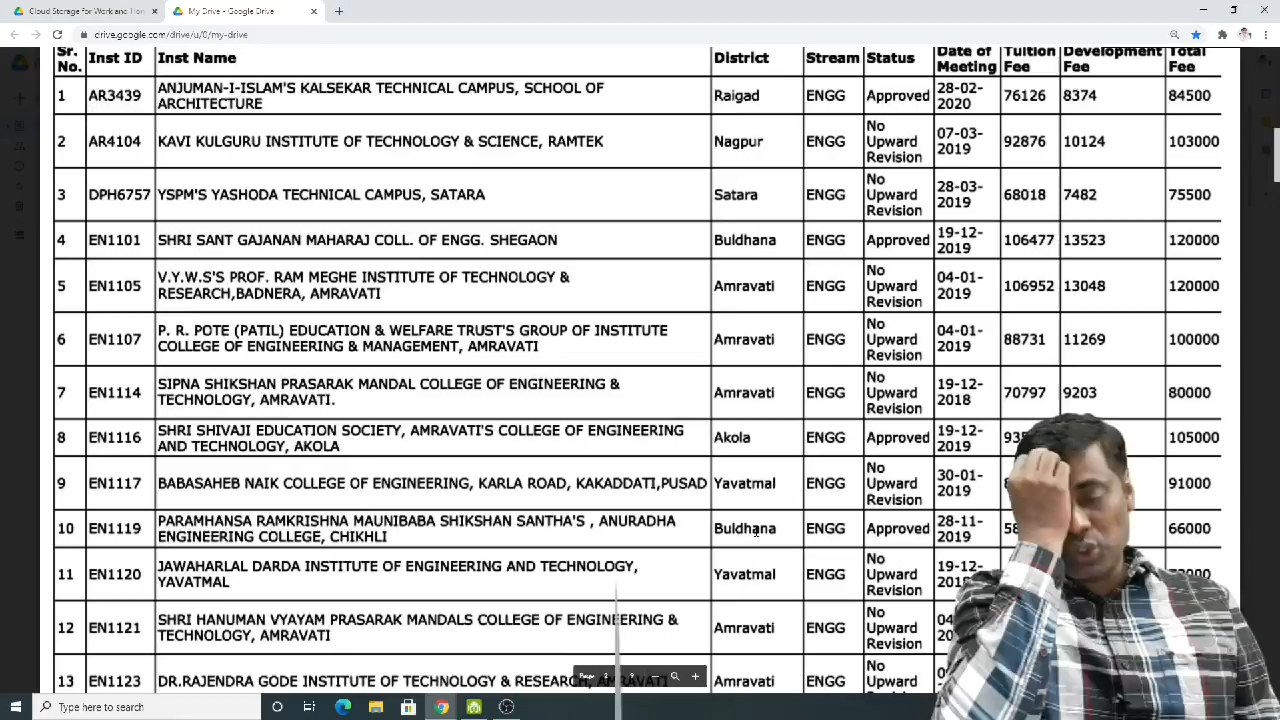 Cloud Storage for Work and Hom
My Drive - Google Drive
drive.google.com/drive/u/0/my-drive
Sr. No. Inst ID Inst Name District Stream Status Date of Meeting Tuition Fee Development Fee Total Fee
1 AR3439 ANJUMAN-I-ISLAM'S KALSEKAR TECHNICAL CAMPUS, SCHOOL OF ARCHITECTURE Raigad ENGG Approved 28-02-2020 76126 8374 84500
2 AR4104 KAVI KULGURU INSTITUTE OF TECHNOLOGY & SCIENCE, RAMTEK Nagpur ENGG No Upward Revision 07-03-2019 92876 10124 103000
3 DPH6757 YSPM'S YASHODA TECHNICAL CAMPUS, SATARA Satara ENGG No Upward Revision 28-03-2019 68018 7482 75500
4 EN1101 SHRI SANT GAJANAN MAHARAJ COLL. OF ENGG. SHEGAON Buldhana ENGG Approved 19-12-2019 106477 13523 120000
5 EN1105 V.Y.W.S'S PROF. RAM MEGHE INSTITUTE OF TECHNOLOGY & RESEARCH,BADNERA, AMRAVATI Amravati ENGG No Upward Revision 04-01-2019 106952 13048 120000
6 EN1107 P. R. POTE (PATIL) EDUCATION & WELFARE TRUST'S GROUP OF INSTITUTE COLLEGE OF ENGINEERING & MANAGEMENT, AMRAVATI Amravati ENGG No Upward Revision 04-01-2019 88731 11269 100000
7 EN1114 SIPNA SHIKSHAN PRASARAK MANDAL COLLEGE OF ENGINEERING & TECHNOLOGY, AMRAVATI. Amravati ENGG No Upward Revision 19-12-2018 70797 9203 80000
8 EN1116 SHRI SHIVAJI EDUCATION SOCIETY, AMRAVATI'S COLLEGE OF ENGINEERING AND TECHNOLOGY, AKOLA Akola ENGG Approved 19-12-2019 105000
9 EN1117 BABASAHEB NAIK COLLEGE OF ENGINEERING, KARLA ROAD, KAKADDATI,PUSAD Yavatmal ENGG No Upward Revision 30-01-2019 91000
10 EN1119 PARAMHANSA RAMKRISHNA MAUNIBABA SHIKSHAN SANTHA'S , ANURADHA ENGINEERING COLLEGE, CHIKHLI Buldhana ENGG Approved 28-11-2019 66000
11 EN1120 JAWAHARLAL DARDA INSTITUTE OF ENGINEERING AND TECHNOLOGY, YAVATMAL Yavatmal ENGG No Upward Revision 19-12-
12 EN1121 SHRI HANUMAN VYAYAM PRASARAK MANDALS COLLEGE OF ENGINEERING & TECHNOLOGY, AMRAVATI Amravati ENGG No Upward Revision
13 EN1123 DR.RAJENDRA GODE INSTITUTE OF TECHNOLOGY & RESEARCH, AMRAVATI Amravati ENGG No
Page
Type here to search